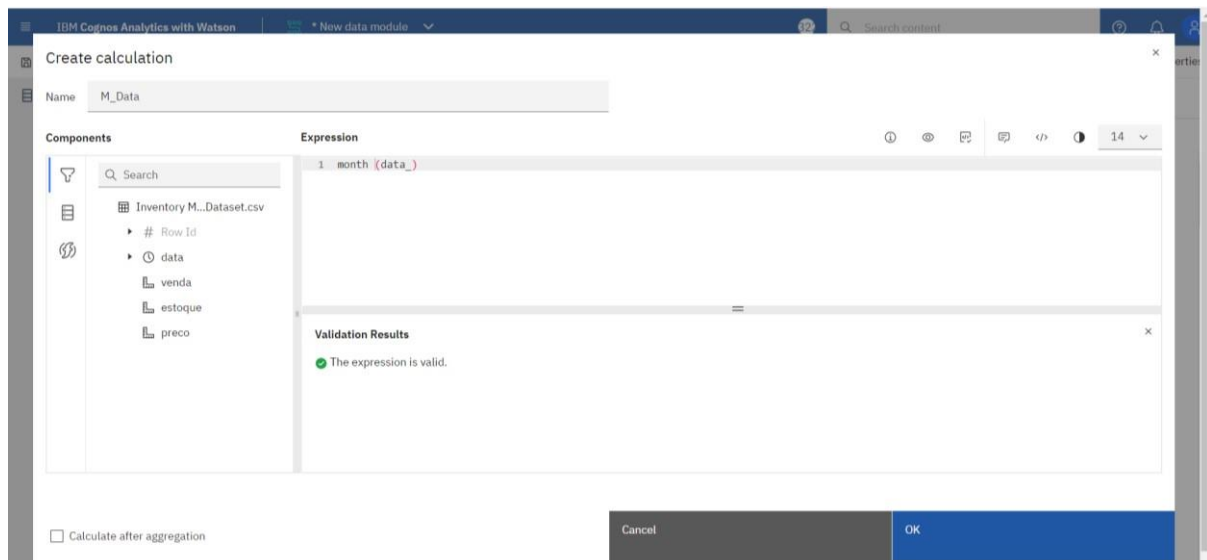 IBM Cognos Analytics with Watson
* New data module
Search content
erties
Create calculation
Name
M_Data
Components
Expression
14
Search
Inventory M...Dataset.csv
# Row Id
data
venda
estoque
preco
1 month (data_)
Validation Results
The expression is valid.
Calculate after aggregation
Cancel
OK